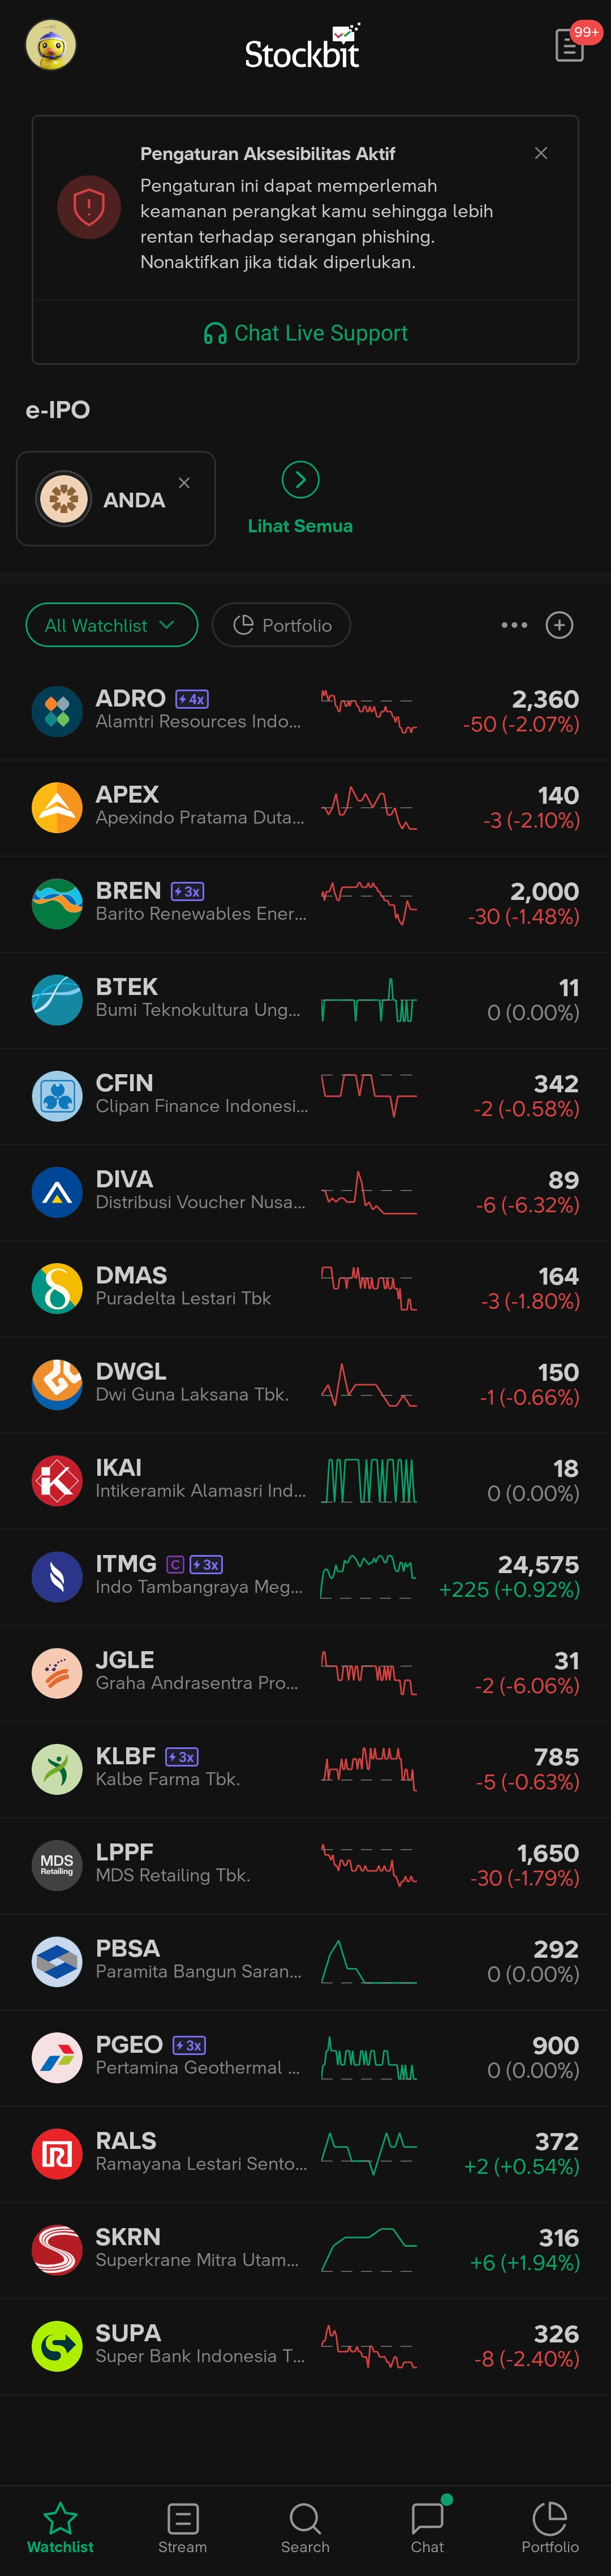 Stockbit
99+
Pengaturan Aksesibilitas Aktif
Pengaturan ini dapat memperlemah
keamanan perangkat kamu sehingga lebih
rentan terhadap serangan phishing.
Nonaktifkan jika tidak diperlukan.
Chat Live Support
e-IPO
ANDA
Lihat Semua
All Watchlist
Portfolio
ADRO 4x 2,360
Alamtri Resources Indo... -50 (-2.07%)
APEX 140
Apexindo Pratama Duta... -3 (-2.10%)
BREN 3x 2,000
Barito Renewables Ener... -30 (-1.48%)
BTEK 11
Bumi Teknokultura Ung... 0 (0.00%)
CFIN 342
Clipan Finance Indonesi... -2 (-0.58%)
DIVA 89
Distribusi Voucher Nusa... -6 (-6.32%)
DMAS 164
Puradelta Lestari Tbk -3 (-1.80%)
DWGL 150
Dwi Guna Laksana Tbk. -1 (-0.66%)
IKAI 18
Intikeramik Alamasri Ind... 0 (0.00%)
ITMG C 3x 24,575
Indo Tambangraya Meg... +225 (+0.92%)
JGLE 31
Graha Andrasentra Pro... -2 (-6.06%)
KLBF 3x 785
Kalbe Farma Tbk. -5 (-0.63%)
MDS
Retailing
LPPF 1,650
MDS Retailing Tbk. -30 (-1.79%)
PBSA 292
Paramita Bangun Saran... 0 (0.00%)
PGEO 3x 900
Pertamina Geothermal ... 0 (0.00%)
RALS 372
Ramayana Lestari Sento... +2 (+0.54%)
SKRN 316
Superkrane Mitra Utam... +6 (+1.94%)
SUPA 326
Super Bank Indonesia T... -8 (-2.40%)
Watchlist
Stream
Search
Chat
Portfolio